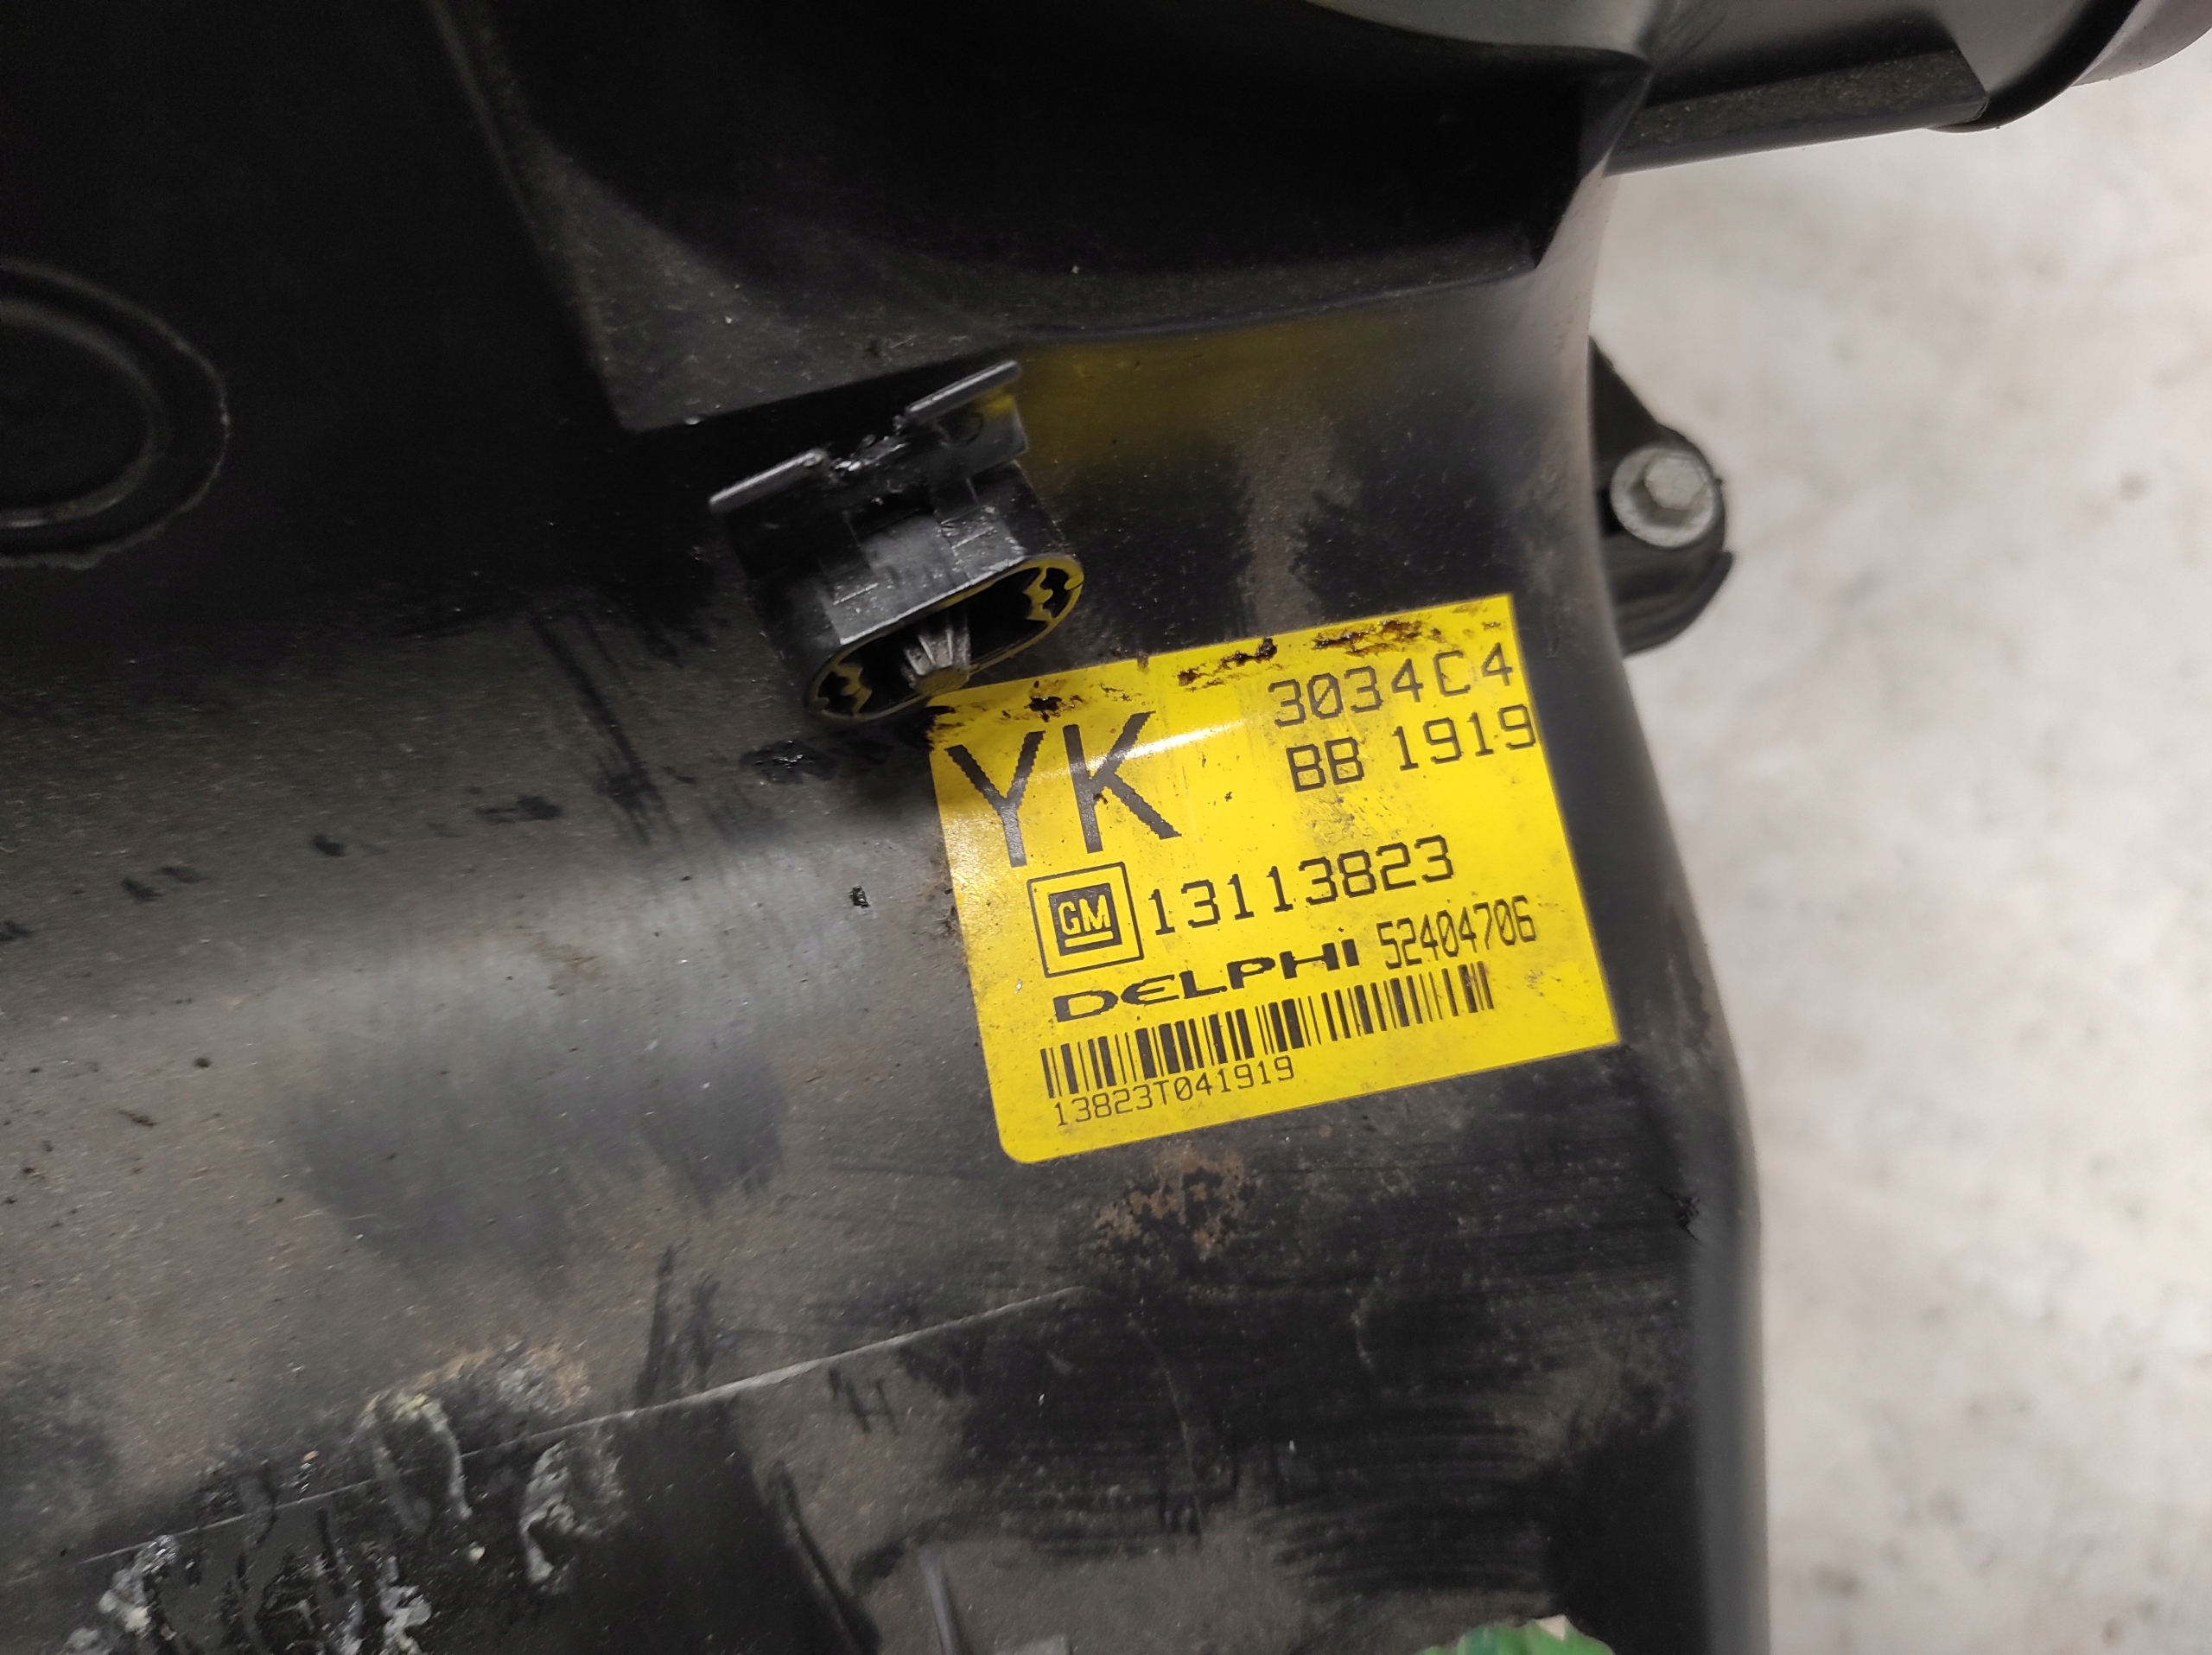 3034C4
YK BB 1919
GM 13113823
DELPHI 52404706
13823T041919